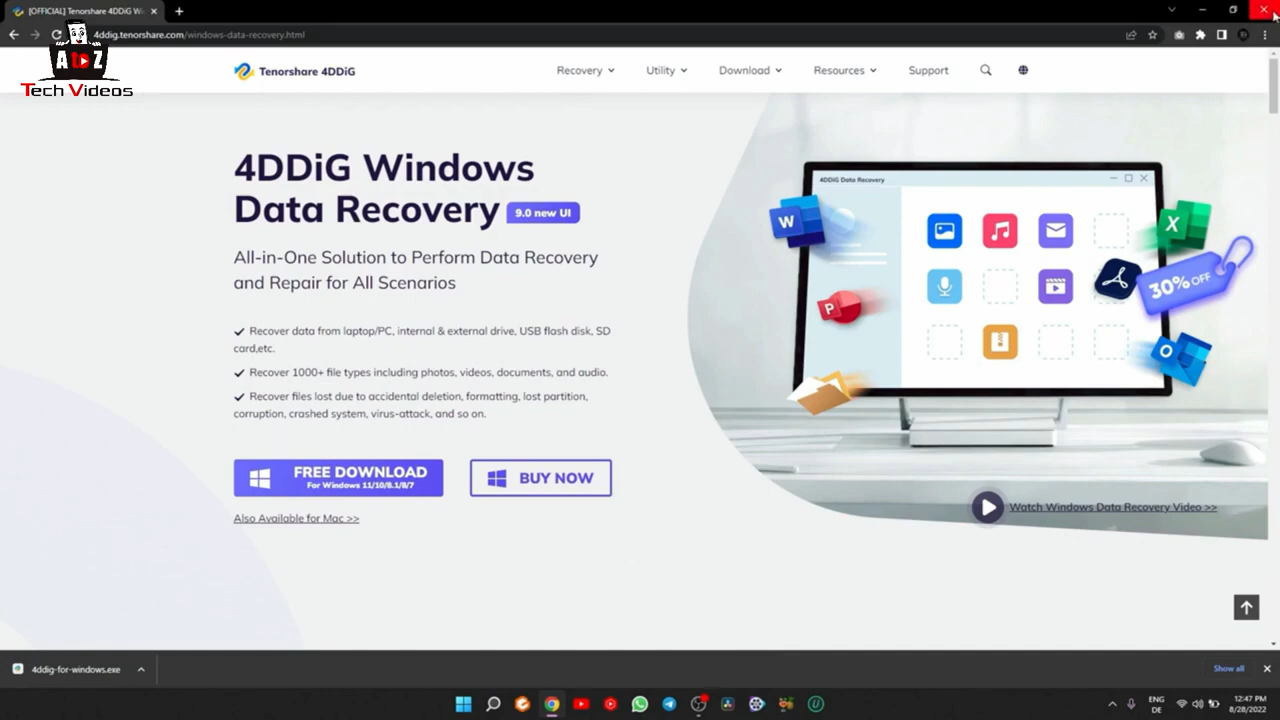 [OFFICIAL] Tenorshare 4DDiG Wi
4ddig.tenorshare.com/windows-data-recovery.html
A to Z
Tech Videos
Tenorshare 4DDiG
Recovery
Utility
Download
Resources
Support
4DDiG Windows
Data Recovery
9.0 new UI
All-in-One Solution to Perform Data Recovery
and Repair for All Scenarios
Recover data from laptop/PC, internal & external drive, USB flash disk, SD
card,etc.
Recover 1000+ file types including photos, videos, documents, and audio.
Recover files lost due to accidental deletion, formatting, lost partition,
corruption, crashed system, virus-attack, and so on.
FREE DOWNLOAD
For Windows 11/10/8.1/8/7
BUY NOW
Also Available for Mac >>
4DDiG Data Recovery
W
P
X
30% OFF
O
Watch Windows Data Recovery Video >>
4ddig-for-windows.exe
Show all
ENG
DE
12:47 PM
8/28/2022